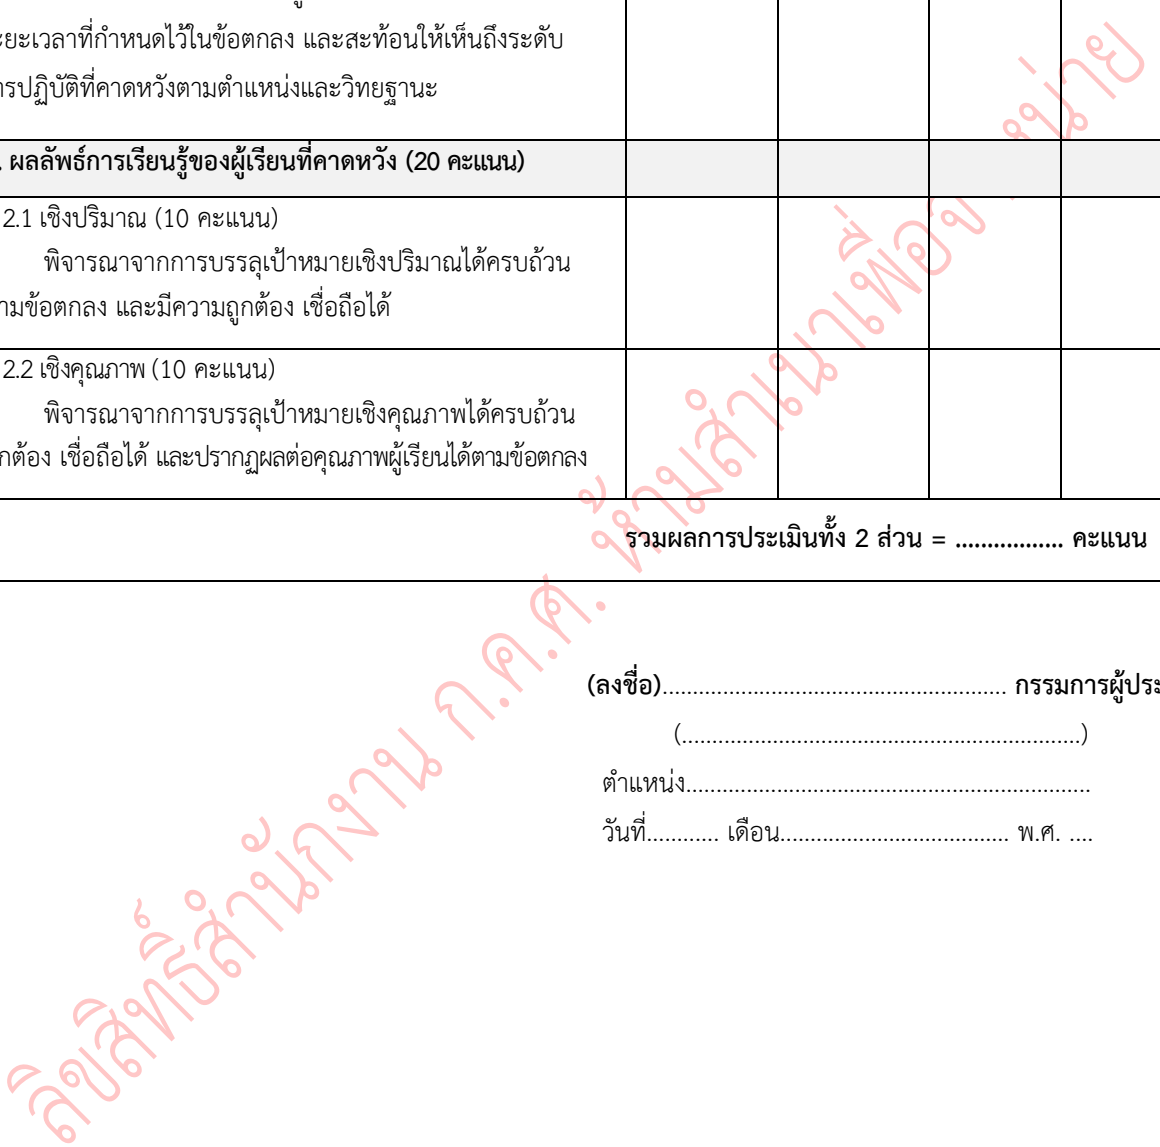 ะยะเวลาที่กำหนดไว้ในข้อตกลง และสะท้อนให้เห็นถึงระดับ
ารปฏิบัติที่คาดหวังตามตำแหน่งและวิทยฐานะ
. ผลลัพธ์การเรียนรู้ของผู้เรียนที่คาดหวัง (20 คะแนน)
2.1 เชิงปริมาณ (10 คะแนน)
พิจารณาจากการบรรลุเป้าหมายเชิงปริมาณได้ครบถ้วน
ามข้อตกลง และมีความถูกต้อง เชื่อถือได้
2.2 เชิงคุณภาพ (10 คะแนน)
พิจารณาจากการบรรลุเป้าหมายเชิงคุณภาพได้ครบถ้วน
ูกต้อง เชื่อถือได้ และปรากฏผลต่อคุณภาพผู้เรียนได้ตามข้อตกลง
รวมผลการประเมินทั้ง 2 ส่วน = ................. คะแนน
(ลงชื่อ)......................................................... กรรมการผู้ประ
(..................................................................)
ตำแหน่ง...................................................................
วันที่............ เดือน...................................... พ.ศ. ....
ลิขสิทธิ์สำนักงาน ก.ค.ศ. ห้ามสำเนาเพื่อจำหน่าย